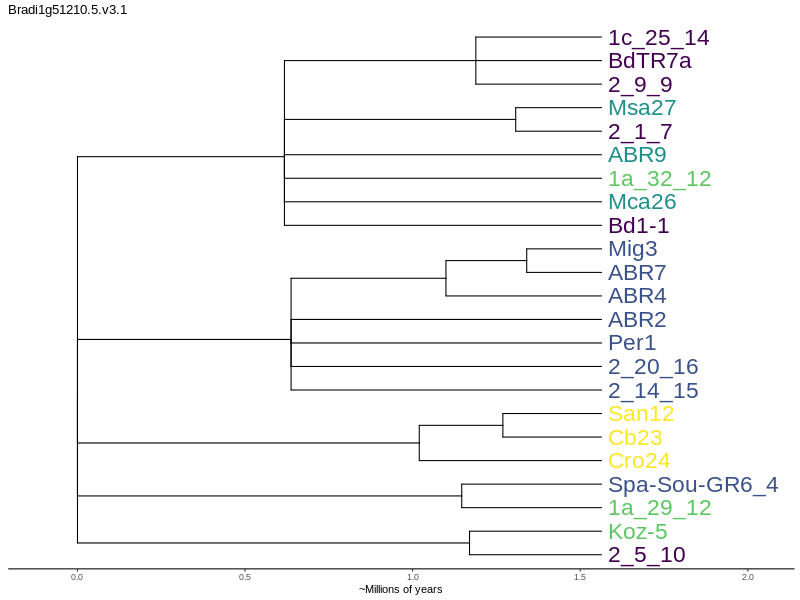 Bradi1g51210.5.v3.1
1c_25_14
BdTR7a
2_9_9
Msa27
2_1_7
ABR9
1a_32_12
Mca26
Bd1-1
Mig3
ABR7
ABR4
ABR2
Per1
2_20_16
2_14_15
San12
Cb23
Cro24
Spa-Sou-GR6_4
1a_29_12
Koz-5
2_5_10
0.0 0.5 1.0 1.5 2.0
~Millions of years